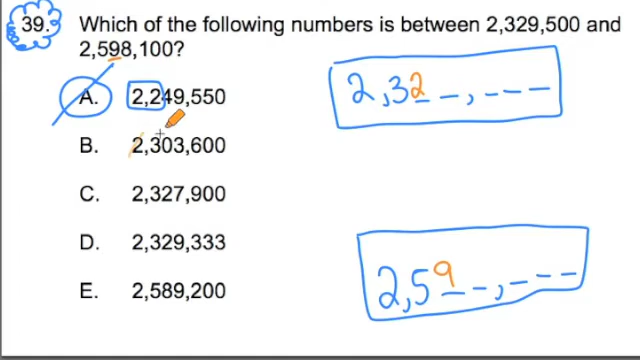 39. Which of the following numbers is between 2,329,500 and
2,598,100?
A. 2,249,550
B. 2,303,600
C. 2,327,900
D. 2,329,333
E. 2,589,200
2,32_ _,_ _ _
2,59_ _,_ _ _